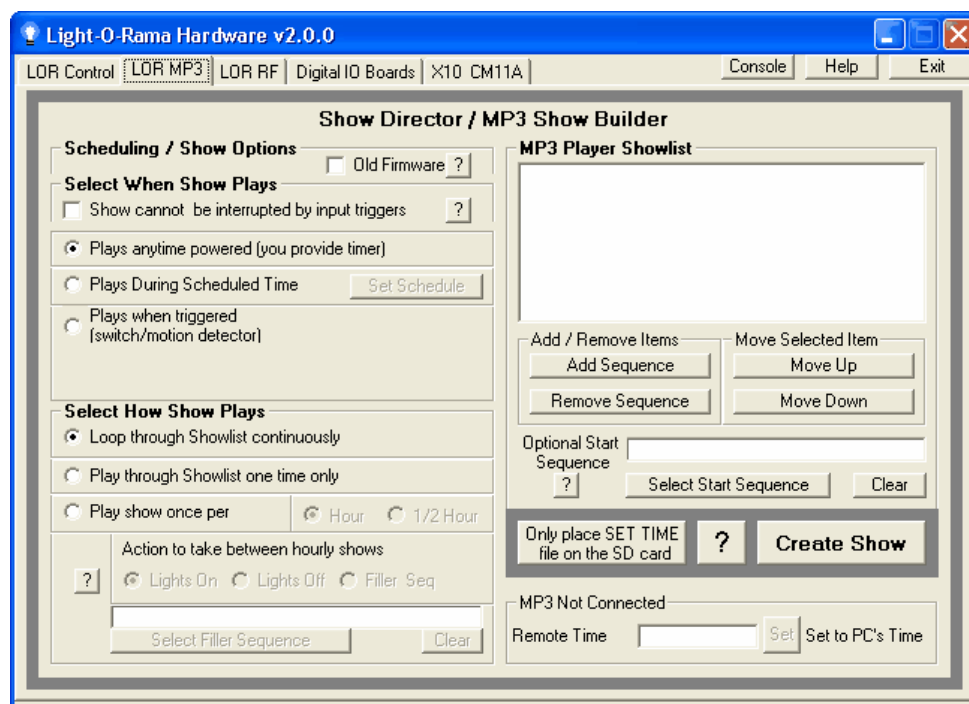 Light-O-Rama Hardware v2.0.0
LOR Control LOR MP3 LOR RF Digital IO Boards X10 CM11A Console Help Exit
Show Director / MP3 Show Builder
Scheduling / Show Options
Old Firmware ?
Select When Show Plays
Show cannot be interrupted by input triggers ?
Plays anytime powered (you provide timer)
Plays During Scheduled Time Set Schedule
Plays when triggered
(switch/motion detector)
Select How Show Plays
Loop through Showlist continuously
Play through Showlist one time only
Play show once per Hour 1/2 Hour
Action to take between hourly shows
? Lights On Lights Off Filler Seq
Select Filler Sequence Clear
MP3 Player Showlist
Add / Remove Items
Add Sequence
Remove Sequence
Move Selected Item
Move Up
Move Down
Optional Start
Sequence
? Select Start Sequence Clear
Only place SET TIME
file on the SD card
?
Create Show
MP3 Not Connected
Remote Time Set Set to PC's Time